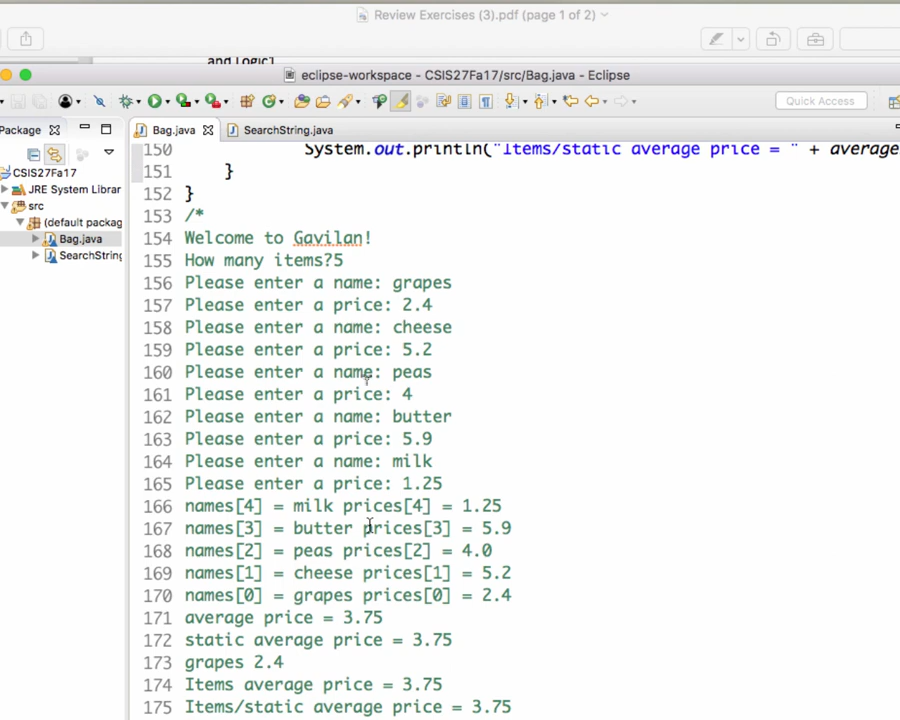 Review Exercises (3).pdf (page 1 of 2)
and logic]
eclipse-workspace - CSIS27Fa17/src/Bag.java - Eclipse
Quick Access
Package
Bag.java
SearchString.java
CSIS27Fa17
JRE System Librar
src
(default packag
Bag.java
SearchString
150 System.out.println("Items/static average price = " + average
151 }
152 }
153 /*
154 Welcome to Gavilan!
155 How many items?5
156 Please enter a name: grapes
157 Please enter a price: 2.4
158 Please enter a name: cheese
159 Please enter a price: 5.2
160 Please enter a name: peas
161 Please enter a price: 4
162 Please enter a name: butter
163 Please enter a price: 5.9
164 Please enter a name: milk
165 Please enter a price: 1.25
166 names[4] = milk prices[4] = 1.25
167 names[3] = butter prices[3] = 5.9
168 names[2] = peas prices[2] = 4.0
169 names[1] = cheese prices[1] = 5.2
170 names[0] = grapes prices[0] = 2.4
171 average price = 3.75
172 static average price = 3.75
173 grapes 2.4
174 Items average price = 3.75
175 Items/static average price = 3.75